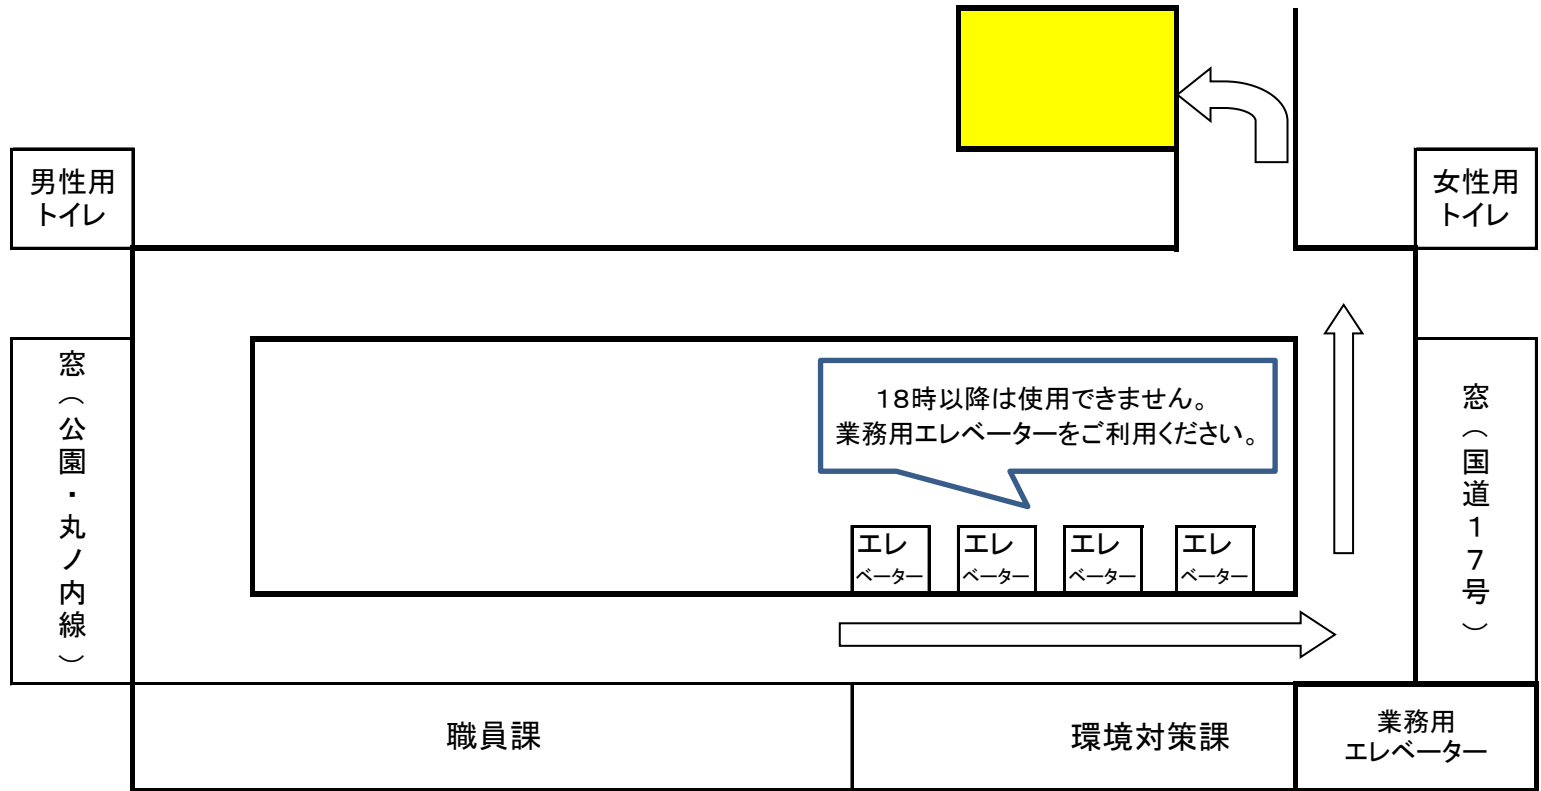 男性用
トイレ
女性用
トイレ
窓（公園・丸ノ内線）
18時以降は使用できません。
業務用エレベーターをご利用ください。
窓（国道17号）
エレ
ベーター
エレ
ベーター
エレ
ベーター
エレ
ベーター
職員課
環境対策課
業務用
エレベーター